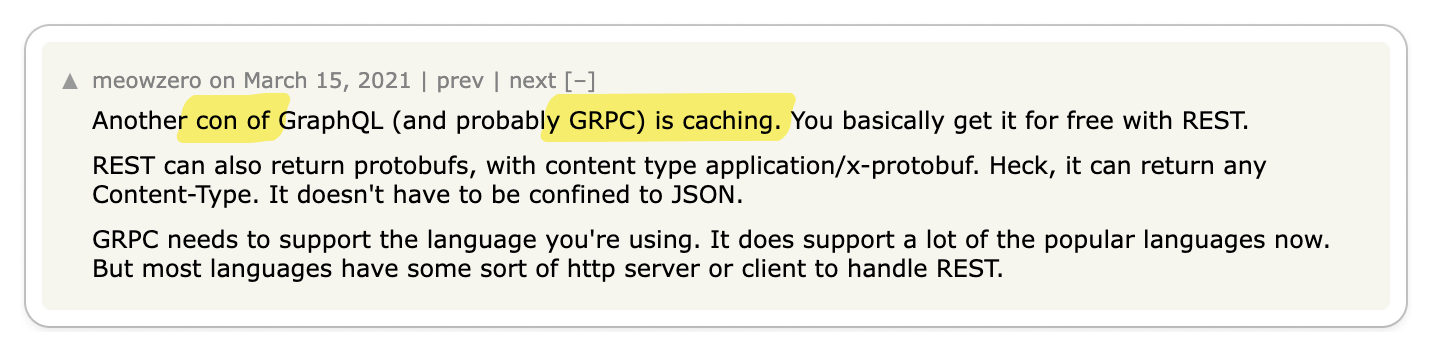 ▲ meowzero on March 15, 2021 | prev | next [–]
Another con of GraphQL (and probably GRPC) is caching. You basically get it for free with REST.
REST can also return protobufs, with content type application/x-protobuf. Heck, it can return any
Content-Type. It doesn't have to be confined to JSON.
GRPC needs to support the language you're using. It does support a lot of the popular languages now.
But most languages have some sort of http server or client to handle REST.